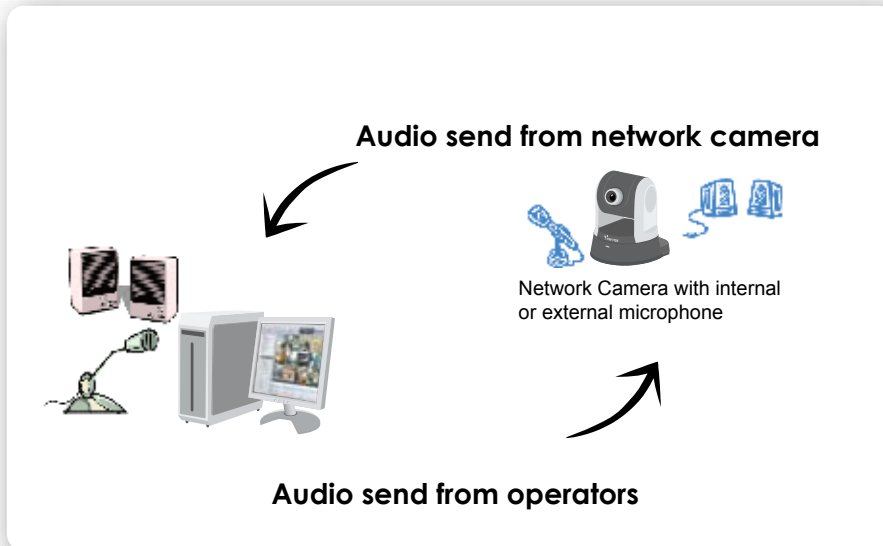 Audio send from network camera
Network Camera with internal
or external microphone
Audio send from operators